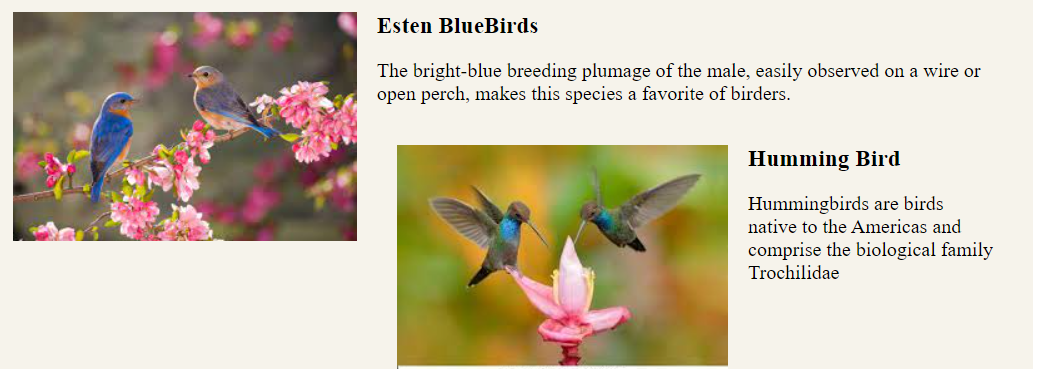 Esten BlueBirds
The bright-blue breeding plumage of the male, easily observed on a wire or
open perch, makes this species a favorite of birders.
Humming Bird
Hummingbirds are birds
native to the Americas and
comprise the biological family
Trochilidae